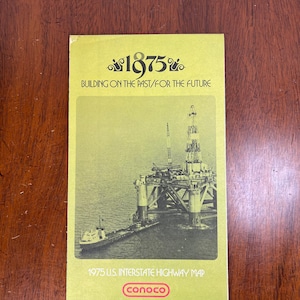 1875
BUILDING ON THE PAST/FOR THE FUTURE
1975 U.S. INTERSTATE HIGHWAY MAP
conoco